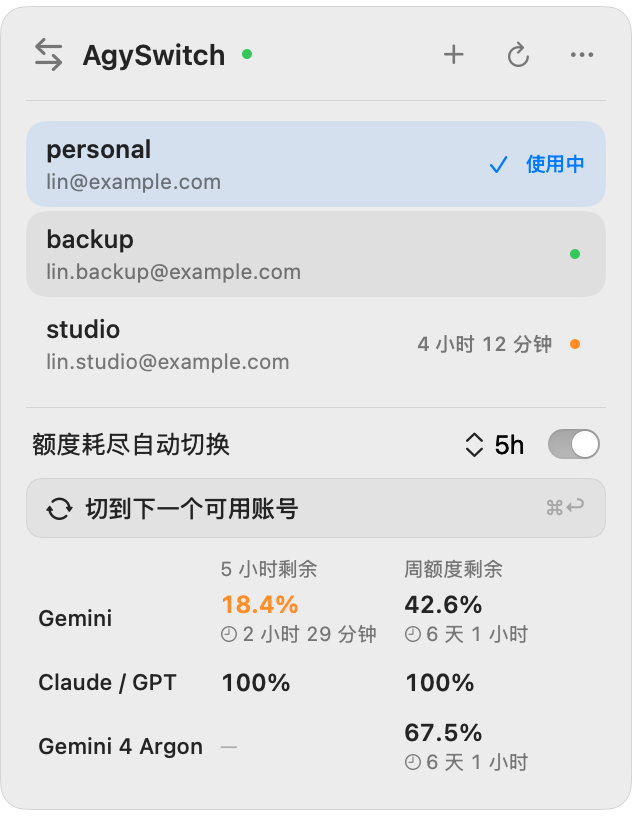 AgySwitch
personal
lin@example.com
使用中
backup
lin.backup@example.com
studio
lin.studio@example.com
4 小时 12 分钟
额度耗尽自动切换
5h
切到下一个可用账号
⌘↩
5 小时剩余 周额度剩余
Gemini 18.4% 42.6%
2 小时 29 分钟 6 天 1 小时
Claude / GPT 100% 100%
Gemini 4 Argon — 67.5%
6 天 1 小时